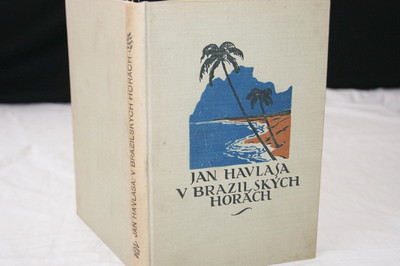 JAN HAVLASA: V BRAZILSKÝCH HORÁCH
JAN HAVLASA
V BRAZILSKÝCH
HORÁCH